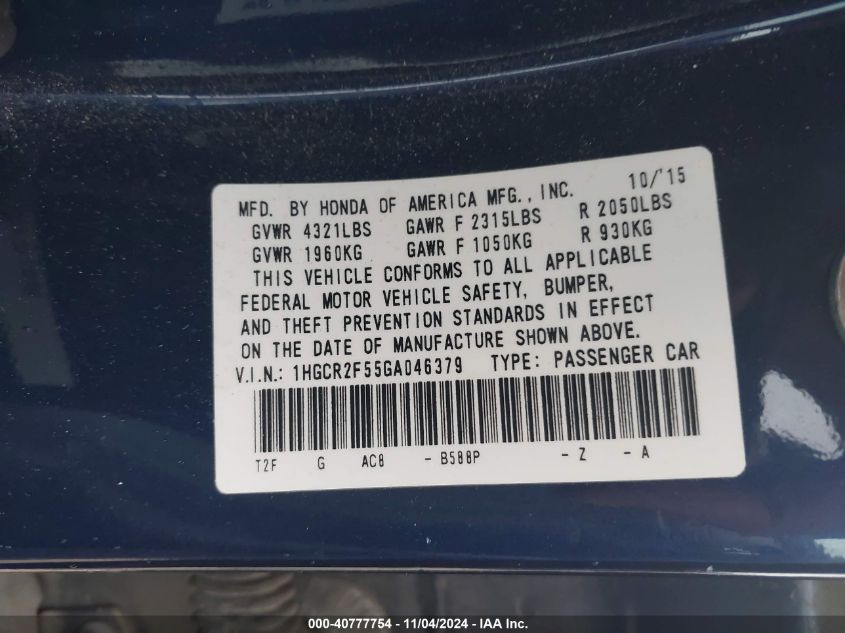 MFD. BY HONDA OF AMERICA MFG., INC. 10/'15
GVWR 4321LBS GAWR F 2315LBS R 2050LBS
GVWR 1960KG GAWR F 1050KG R 930KG
THIS VEHICLE CONFORMS TO ALL APPLICABLE
FEDERAL MOTOR VEHICLE SAFETY, BUMPER,
AND THEFT PREVENTION STANDARDS IN EFFECT
ON THE DATE OF MANUFACTURE SHOWN ABOVE.
V.I.N.: 1HGCR2F55GA046379 TYPE: PASSENGER CAR
T2F G AC8 - B588P - Z - A
000-40777754 - 11/04/2024 - IAA Inc.